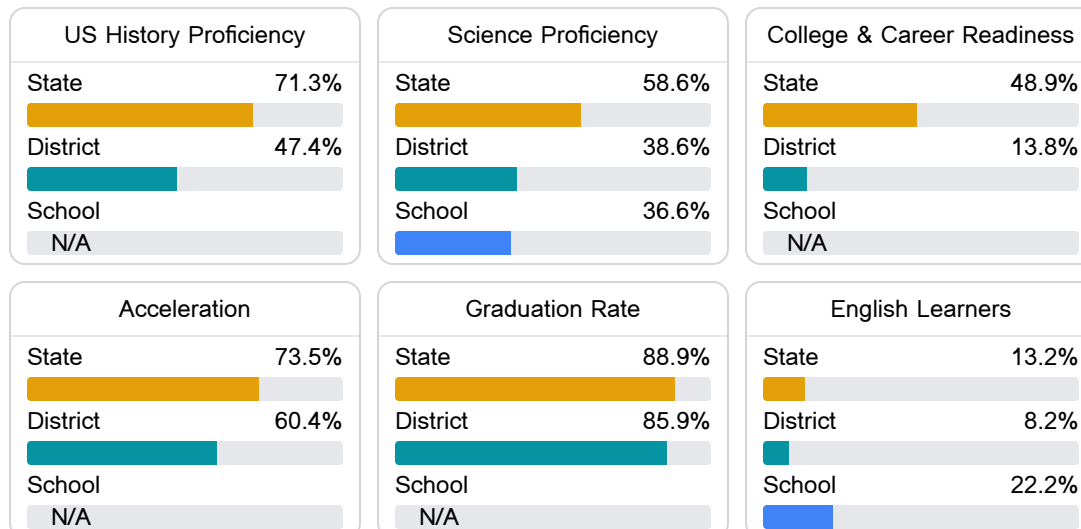 US History Proficiency
State 71.3%
District 47.4%
School
N/A
Science Proficiency
State 58.6%
District 38.6%
School 36.6%
College & Career Readiness
State 48.9%
District 13.8%
School
N/A
Acceleration
State 73.5%
District 60.4%
School
N/A
Graduation Rate
State 88.9%
District 85.9%
School
N/A
English Learners
State 13.2%
District 8.2%
School 22.2%